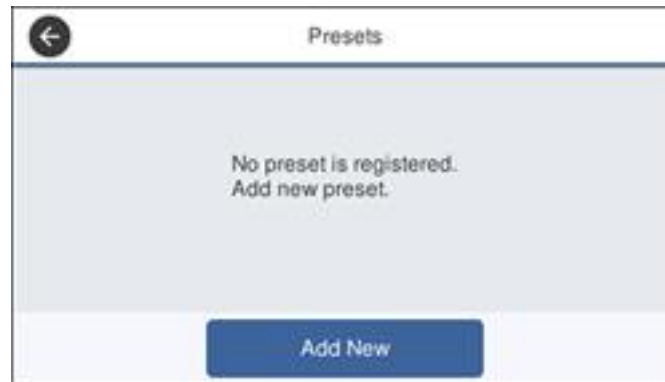 Presets
No preset is registered.
Add new preset.
Add New